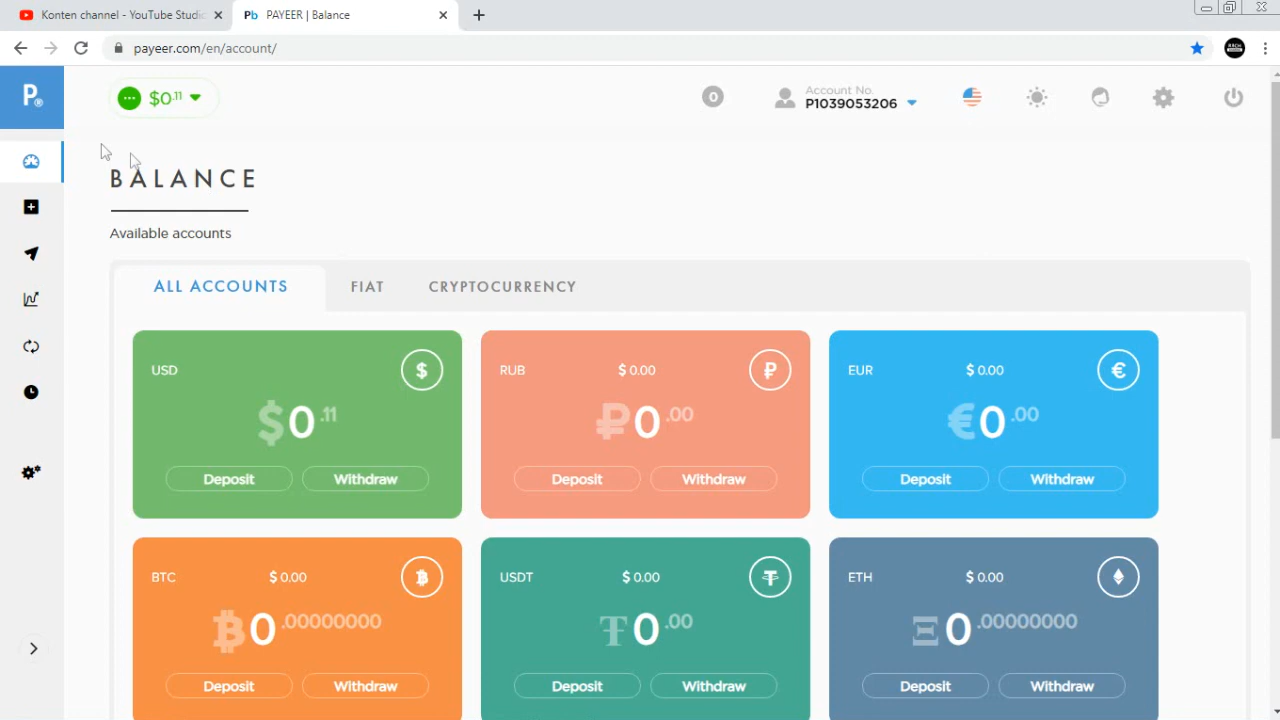 Konten channel - YouTube Studi
Pb PAYEER | Balance
payeer.com/en/account/
P®
$0.11
0
Account No.
P1039053206
BALANCE
Available accounts
ALL ACCOUNTS FIAT CRYPTOCURRENCY
USD $
$0.11
Deposit Withdraw
RUB $ 0.00 ₽
₽0.00
Deposit Withdraw
EUR $ 0.00 €
€0.00
Deposit Withdraw
BTC $ 0.00 ₿
₿0.00000000
Deposit Withdraw
USDT $ 0.00
₮0.00
Deposit Withdraw
ETH $ 0.00
Ξ0.00000000
Deposit Withdraw